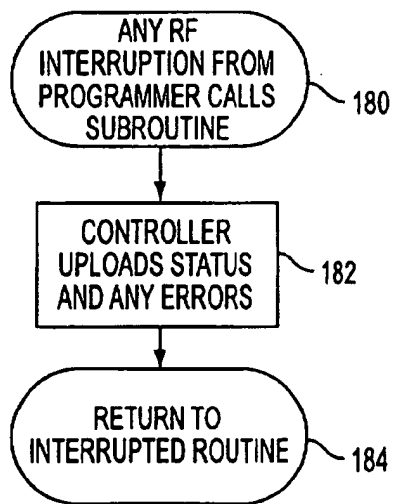 ANY RF
INTERRUPTION FROM
PROGRAMMER CALLS
SUBROUTINE
180
CONTROLLER
UPLOADS STATUS
AND ANY ERRORS
182
RETURN TO
INTERRUPTED ROUTINE
184